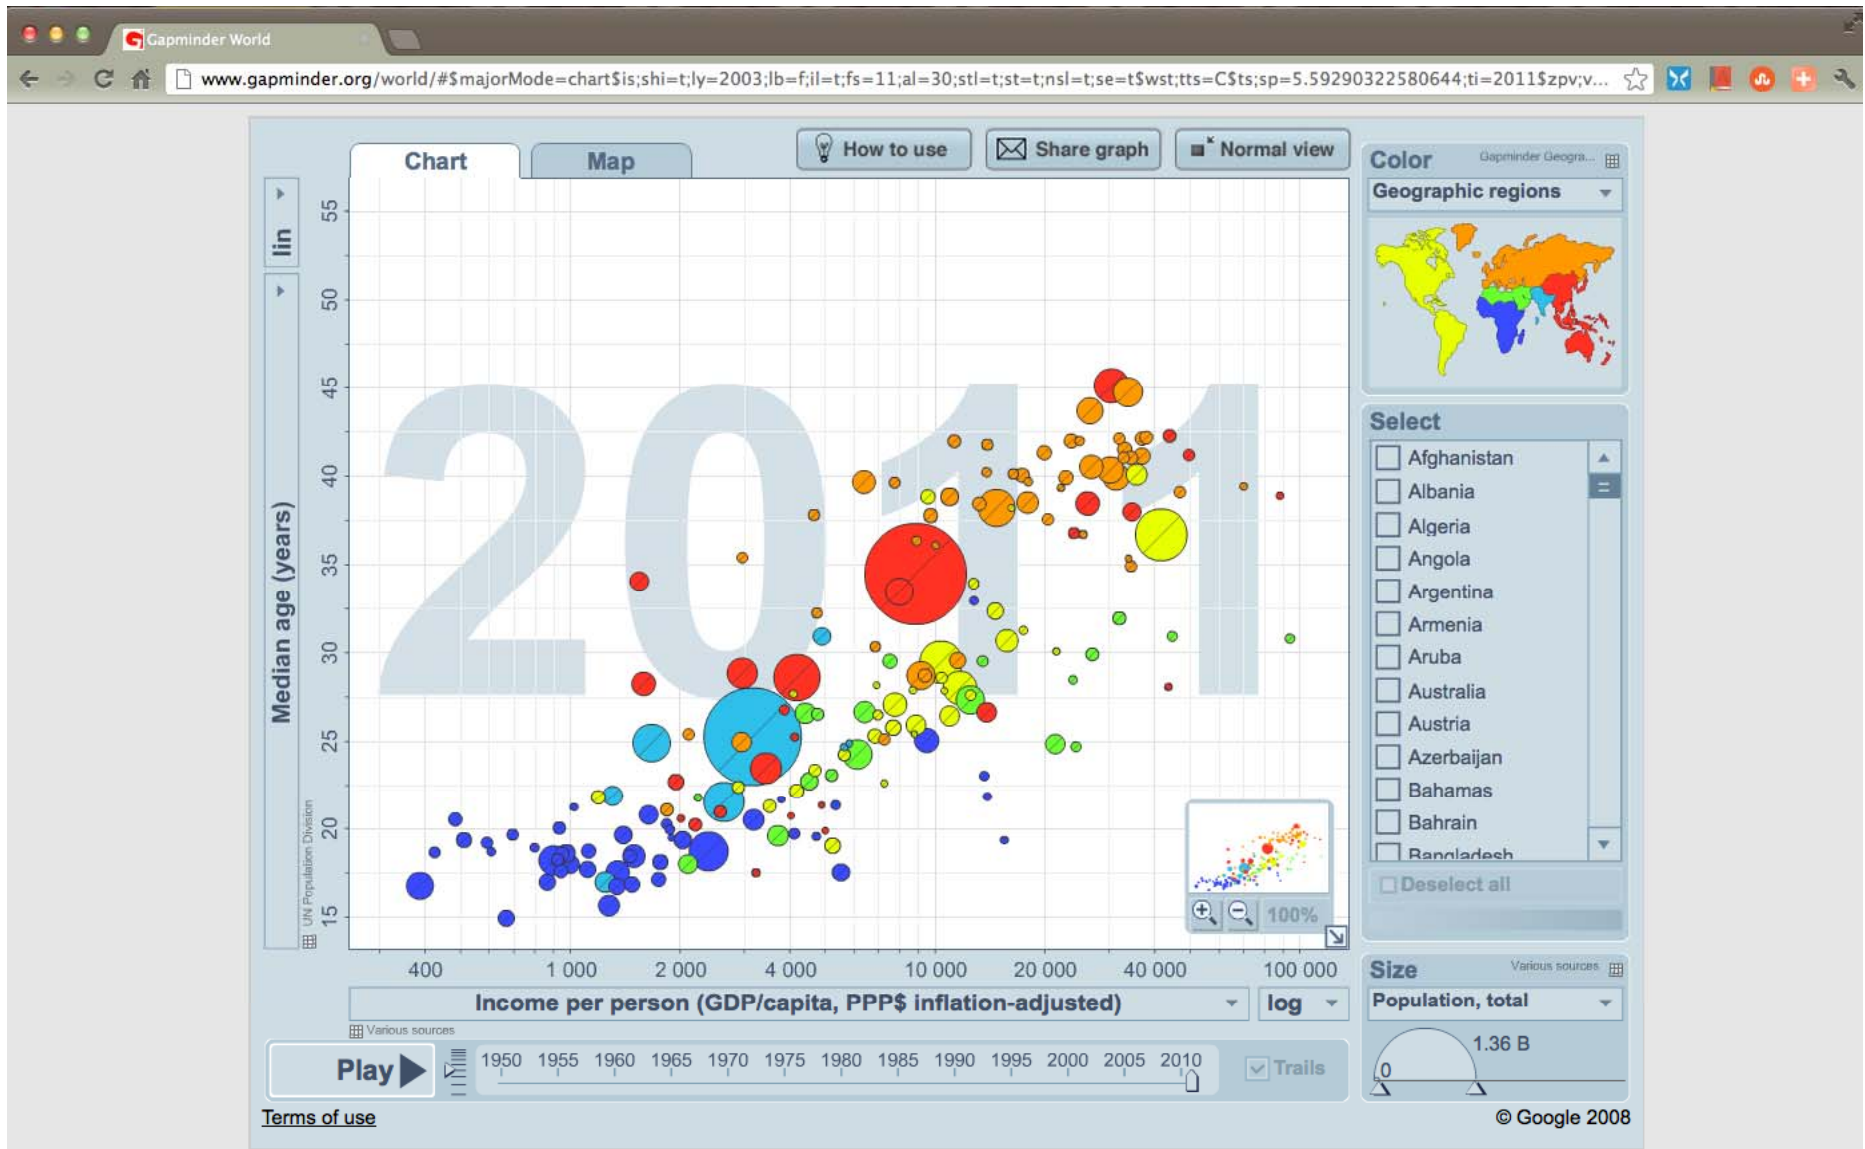 Gapminder World
www.gapminder.org/world/#$majorMode=chart$is;shi=t;ly=2003;lb=f;il=t;fs=11;al=30;stl=t;st=t;nsl=t;se=t$wst;tts=C$ts;sp=5.59290322580644;ti=2011$zpv;v...
Chart
Map
How to use
Share graph
Normal view
Color
Gapminder Geogra...
Geographic regions
lin
Median age (years)
UN Population Division
55
50
45
40
35
30
25
20
15
2011
Select
Afghanistan
Albania
Algeria
Angola
Argentina
Armenia
Aruba
Australia
Austria
Azerbaijan
Bahamas
Bahrain
Bangladesh
Deselect all
100%
400 1 000 2 000 4 000 10 000 20 000 40 000 100 000
Income per person (GDP/capita, PPP$ inflation-adjusted)
log
Various sources
Size
Various sources
Population, total
1.36 B
0
Play
1950 1955 1960 1965 1970 1975 1980 1985 1990 1995 2000 2005 2010
Trails
Terms of use
© Google 2008